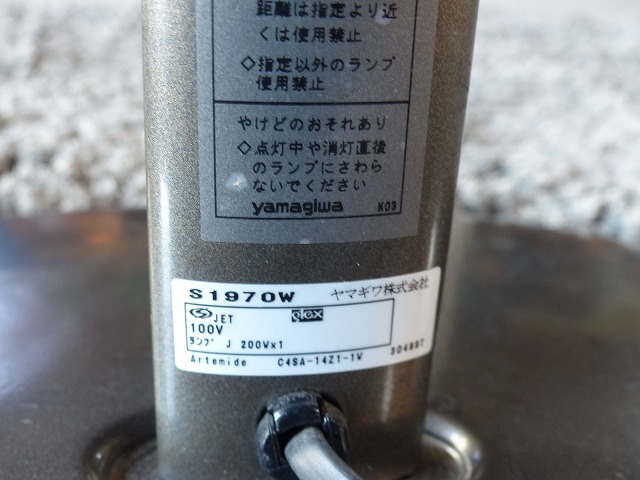 距離は指定より近
くは使用禁止
◇指定以外のランプ
使用禁止
やけどのおそれあり
◇点灯中や消灯直後
のランプにさわら
ないでください
yamagiwa K03
S1970W ヤマギワ株式会社
JET glex
100V
ランプ J 200W×1
Artemide C4SA-14Z1-1W